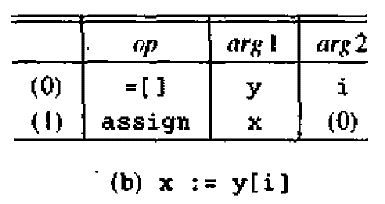 op arg 1 arg 2
(0) =[] y i
(1) assign x (0)
(b) x := y[i]